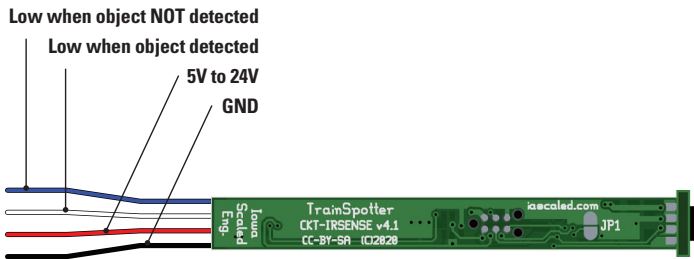 Low when object NOT detected
Low when object detected
5V to 24V
GND
Iowa
Scaled
Eng.
TrainSpotter
CKT-IRSENSE v4.1
CC-BY-SA (C)2020
iascaled.com
JP1